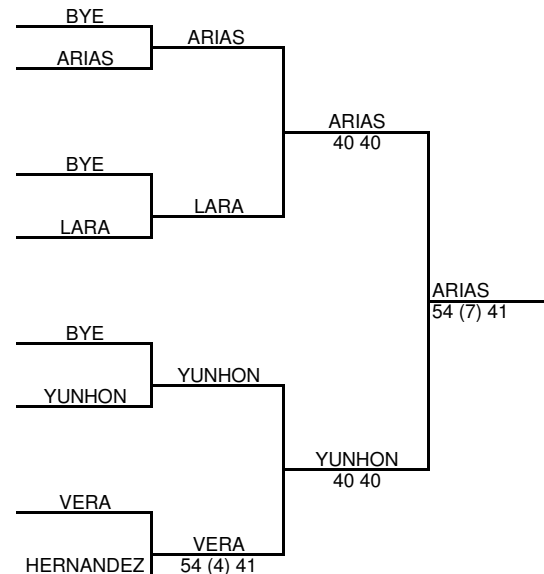 BYE
ARIAS
ARIAS
BYE
LARA
LARA
ARIAS
40 40
BYE
YUNHON
YUNHON
VERA
HERNANDEZ
VERA
54 (4) 41
YUNHON
40 40
ARIAS
54 (7) 41